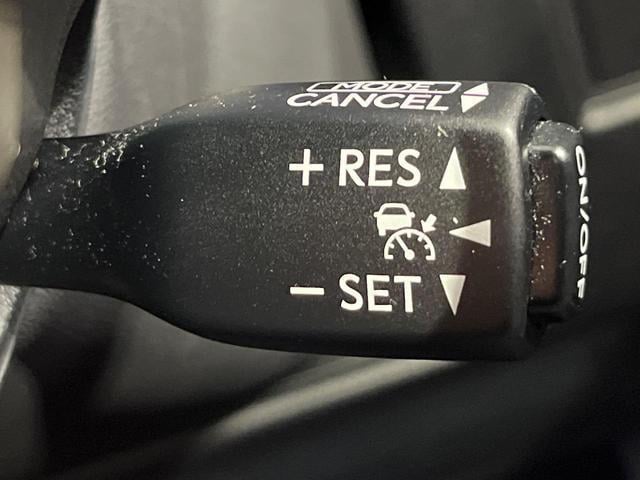 MODE
CANCEL
+ RES
- SET
ON/OFF